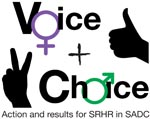 Voice
+
Choice
Action and results for SRHR in SADC